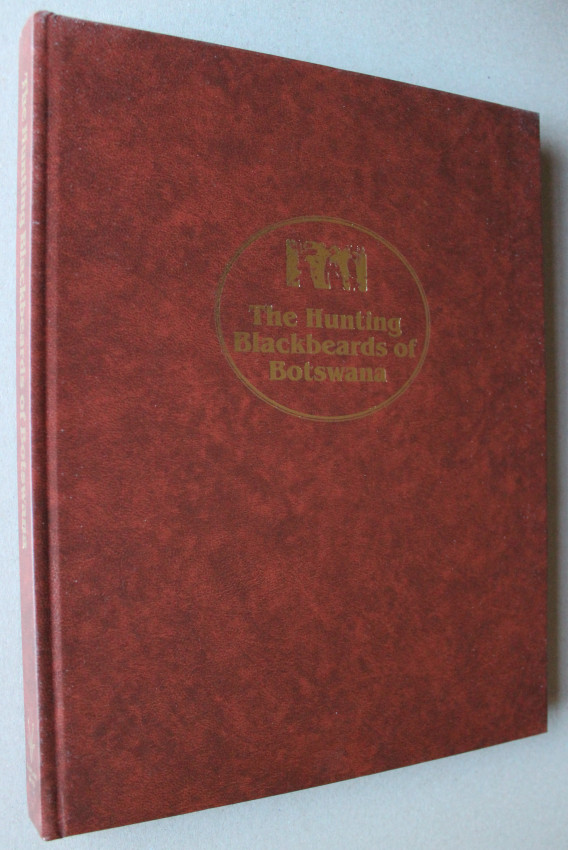 The Hunting
Blackbeards of
Botswana
The Hunting Blackbeards of Botswana